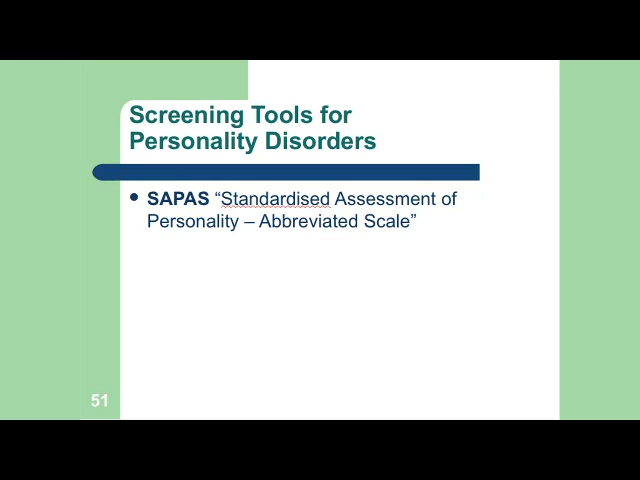 Screening Tools for
Personality Disorders
• SAPAS “Standardised Assessment of
Personality – Abbreviated Scale”
51